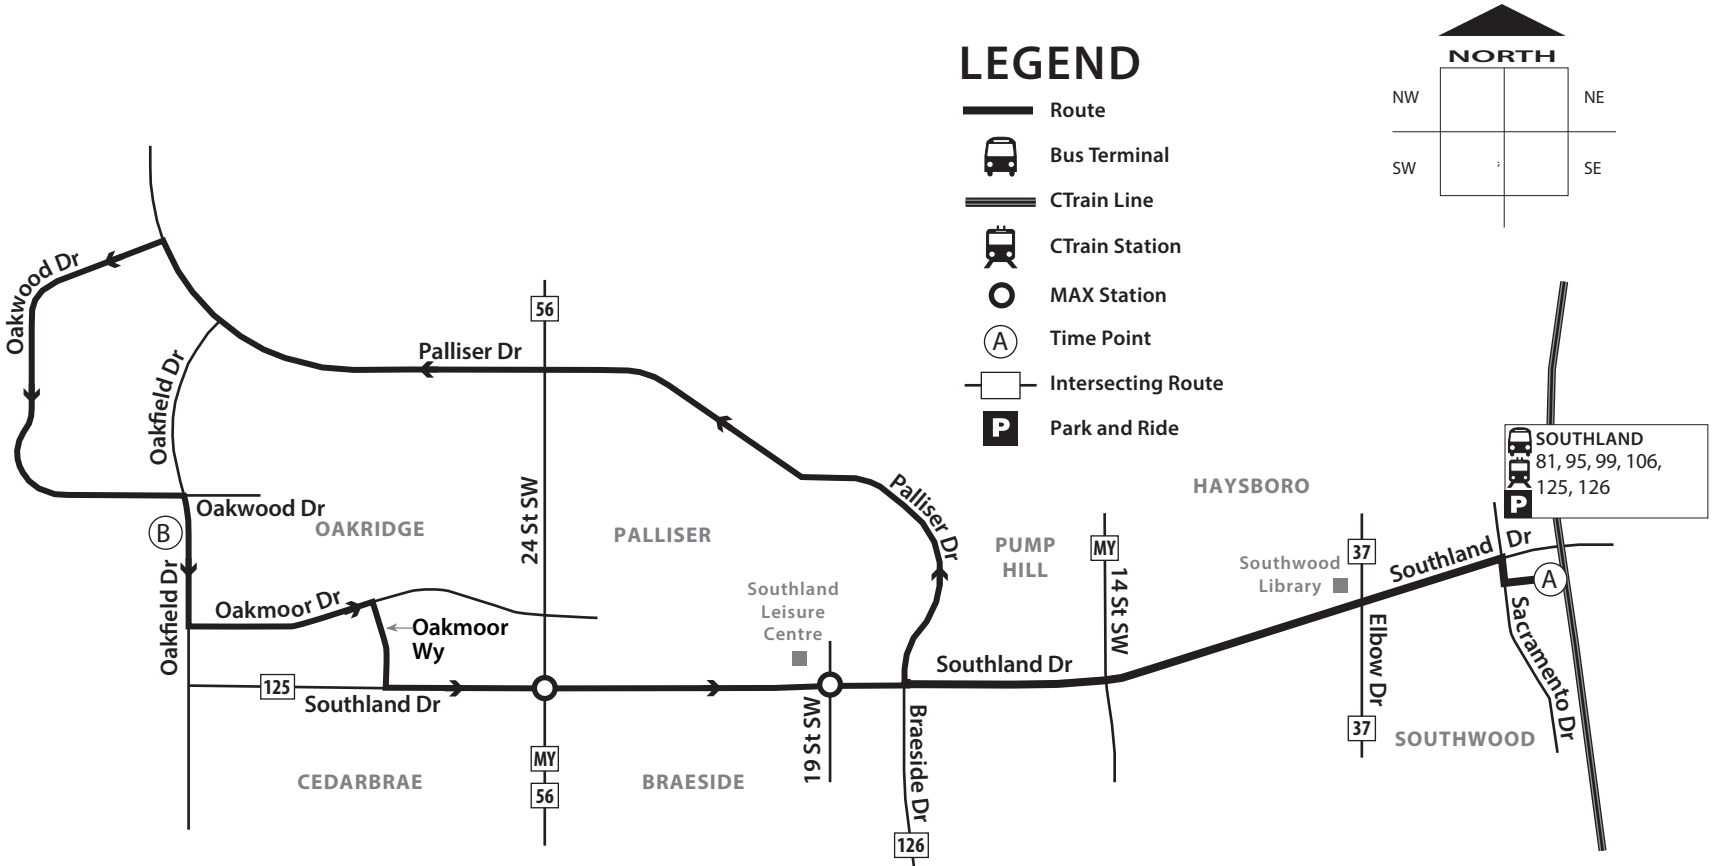 LEGEND
Route
Bus Terminal
CTrain Line
CTrain Station
MAX Station
A
Time Point
Intersecting Route
P
Park and Ride
NORTH
NW
NE
SW
SE
Oakwood Dr
56
Palliser Dr
Oakfield Dr
24 St SW
Oakwood Dr
B
OAKRIDGE
PALLISER
Palliser Dr
HAYSBORO
SOUTHLAND
81, 95, 99, 106,
125, 126
P
PUMP
HILL
MY
14 St SW
Southwood
Library
37
Southland Dr
A
Southland
Leisure
Centre
Oakfield Dr
Oakmoor Dr
Oakmoor
Wy
Southland Dr
Elbow Dr
Sacramento Dr
125
Southland Dr
19 St SW
Braeside Dr
37
SOUTHWOOD
MY
56
CEDARBRAE
BRAESIDE
126